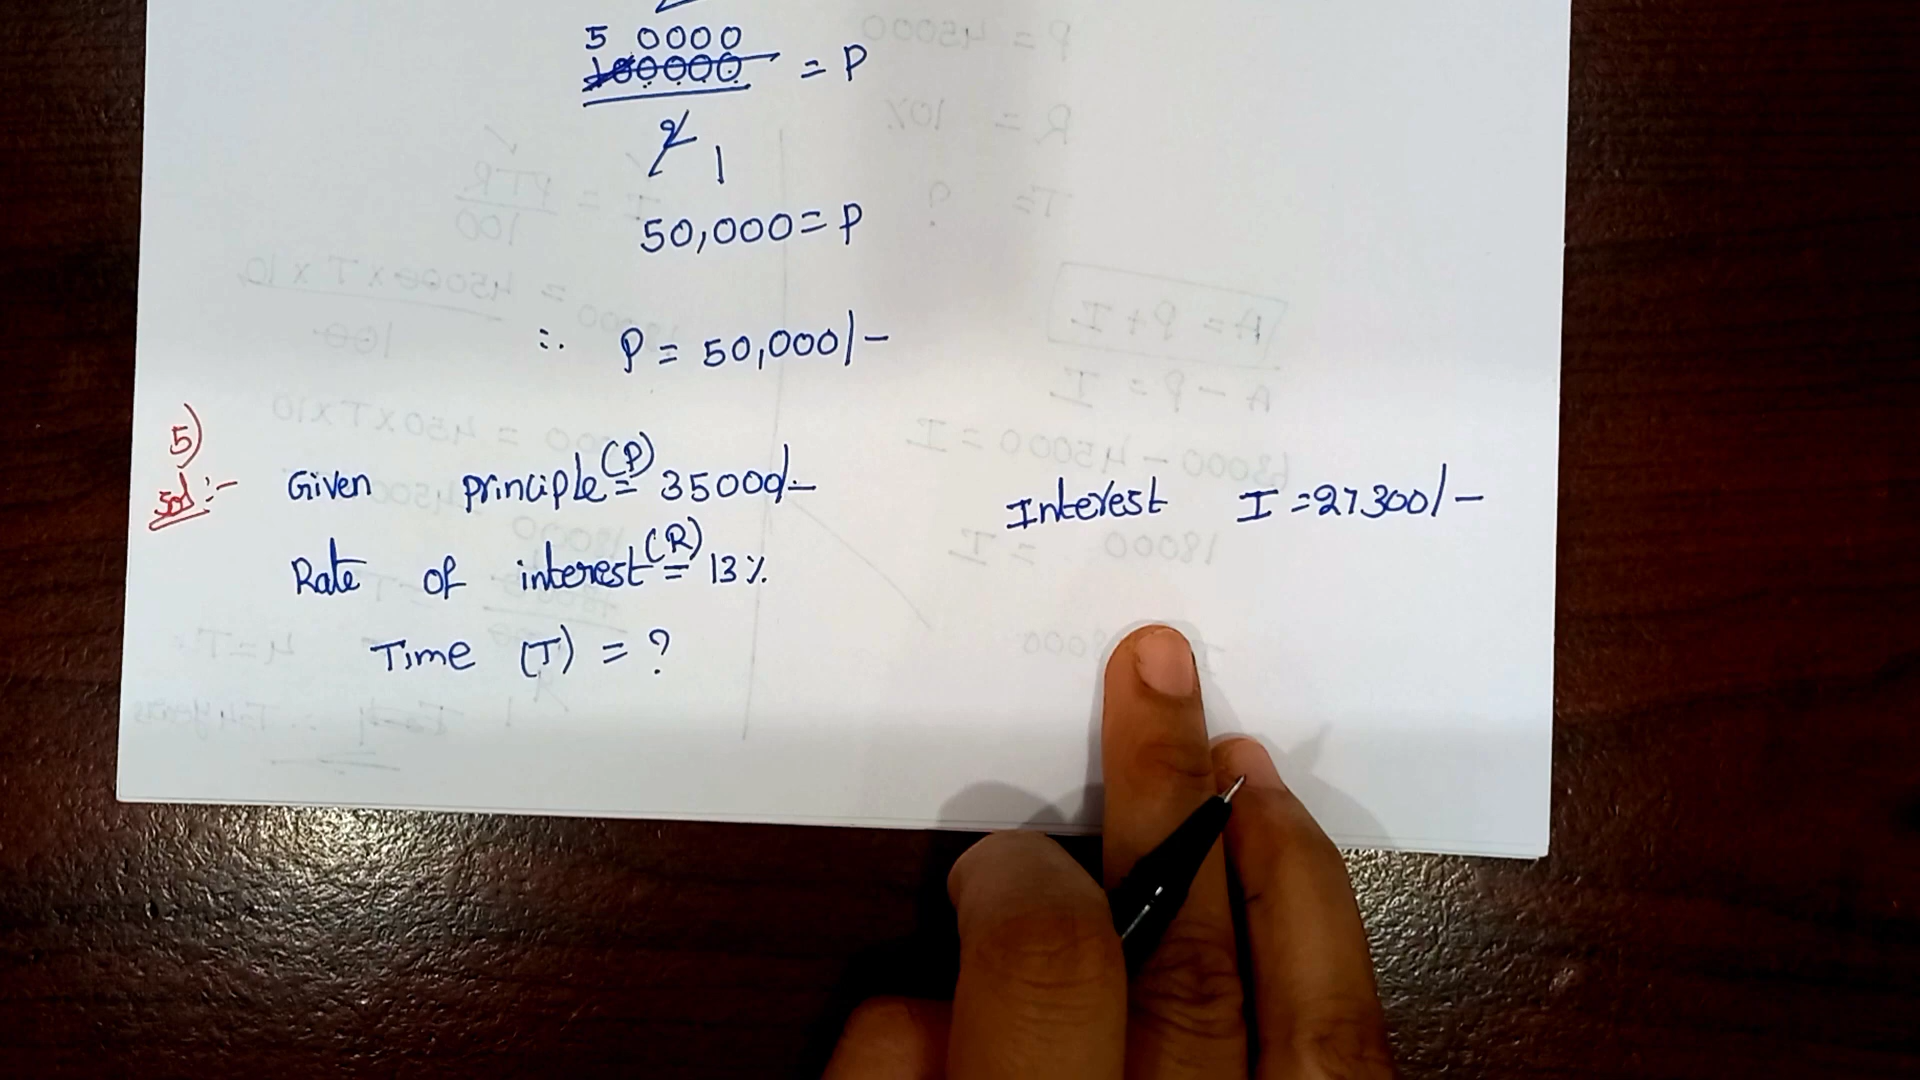 5 0000
100000 = P
2 1
50,000 = P
∴ P = 50,000/-
5)
Sol:- Given principle (P) = 35000/- Interest I = 27300/-
Rate of interest (R) = 13%
Time (T) = ?